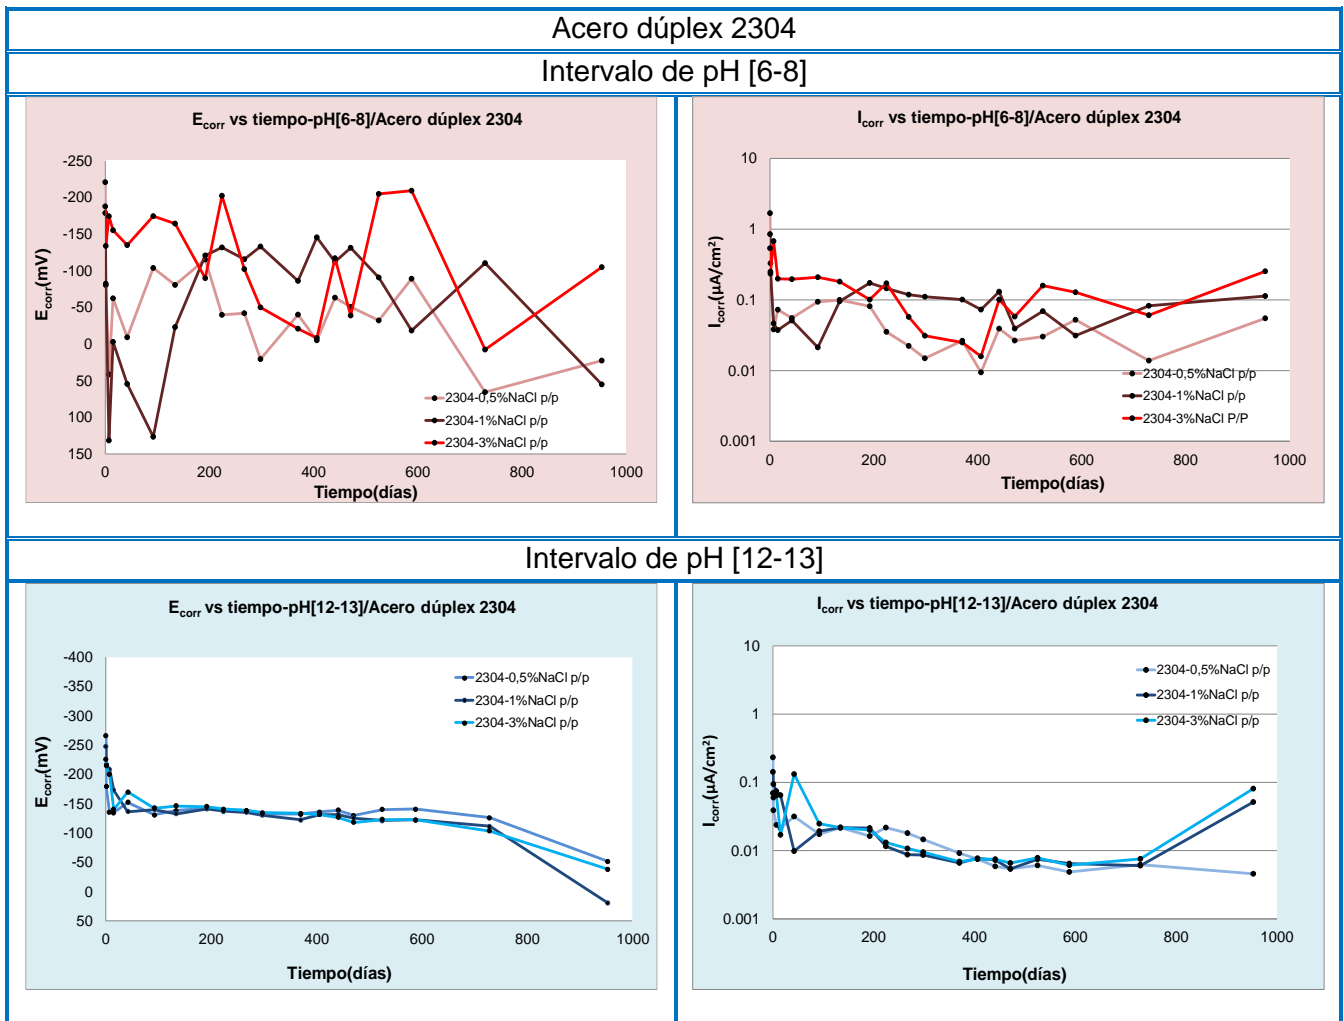 Acero dúplex 2304
Intervalo de pH [6-8]
Ecorr vs tiempo-pH[6-8]/Acero dúplex 2304
Ecorr(mV)
-250
-200
-150
-100
-50
0
50
100
150
0
200
400
600
800
1000
Tiempo(días)
2304-0,5%NaCl p/p
2304-1%NaCl p/p
2304-3%NaCl p/p
Icorr vs tiempo-pH[6-8]/Acero dúplex 2304
Icorr(µA/cm²)
10
1
0.1
0.01
0.001
0
200
400
600
800
1000
Tiempo(días)
2304-0,5%NaCl p/p
2304-1%NaCl p/p
2304-3%NaCl P/P
Intervalo de pH [12-13]
Ecorr vs tiempo-pH[12-13]/Acero dúplex 2304
Ecorr(mV)
-400
-350
-300
-250
-200
-150
-100
-50
0
50
0
200
400
600
800
1000
Tiempo(días)
2304-0,5%NaCl p/p
2304-1%NaCl p/p
2304-3%NaCl p/p
Icorr vs tiempo-pH[12-13]/Acero dúplex 2304
Icorr(µA/cm²)
10
1
0.1
0.01
0.001
0
200
400
600
800
1000
Tiempo(días)
2304-0,5%NaCl p/p
2304-1%NaCl p/p
2304-3%NaCl p/p